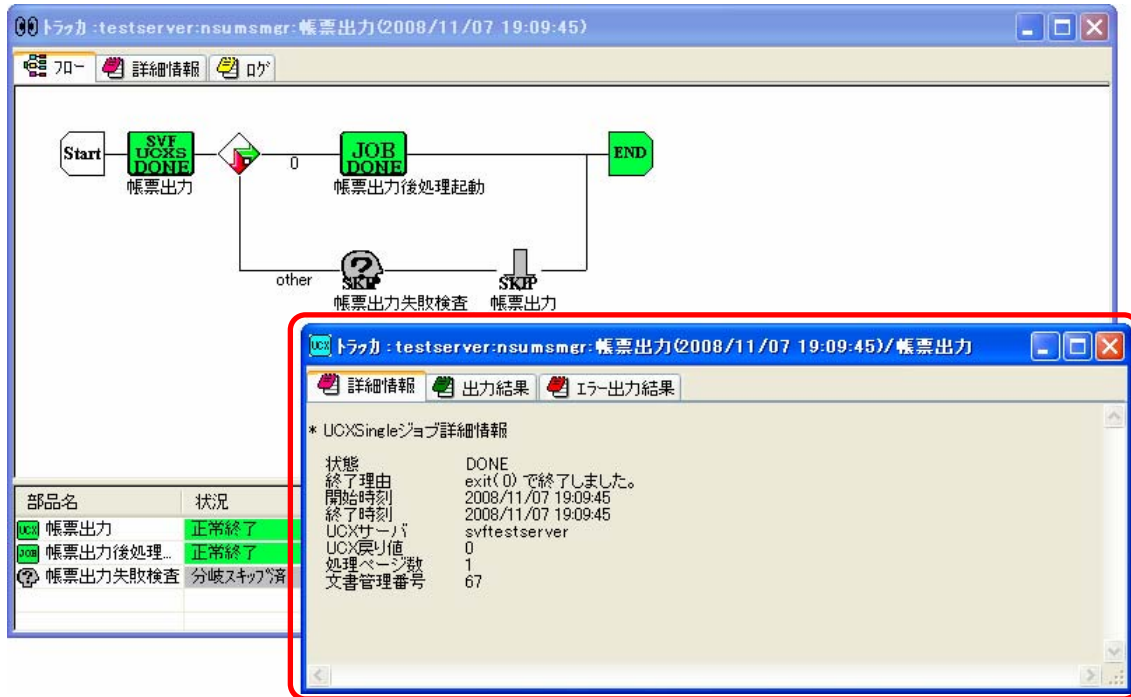 トラッカ :testserver:nsumsmgr:帳票出力(2008/11/07 19:09:45)
フロー 詳細情報 ログ
Start
SVF
UCXS
DONE
帳票出力
0
JOB
DONE
帳票出力後処理起動
END
other
SKIP
帳票出力失敗検査
SKIP
帳票出力
部品名 状況
UCX 帳票出力 正常終了
JOB 帳票出力後処理... 正常終了
? 帳票出力失敗検査 分岐スキップ済
UCX トラッカ : testserver:nsumsmgr:帳票出力(2008/11/07 19:09:45)/帳票出力
詳細情報 出力結果 エラー出力結果
* UCXSingleジョブ詳細情報
状態 DONE
終了理由 exit( 0) で終了しました。
開始時刻 2008/11/07 19:09:45
終了時刻 2008/11/07 19:09:45
UCXサーバ svftestserver
UCX戻り値 0
処理ページ数 1
文書管理番号 67